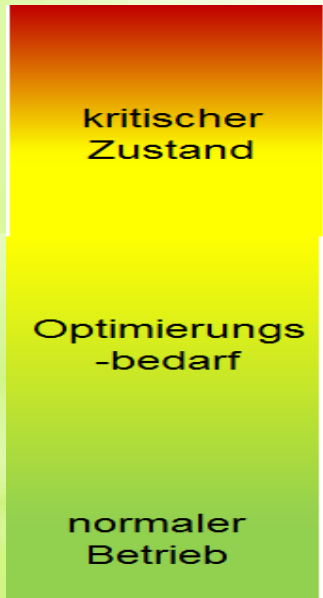 kritischer
Zustand
Optimierungs
-bedarf
normaler
Betrieb